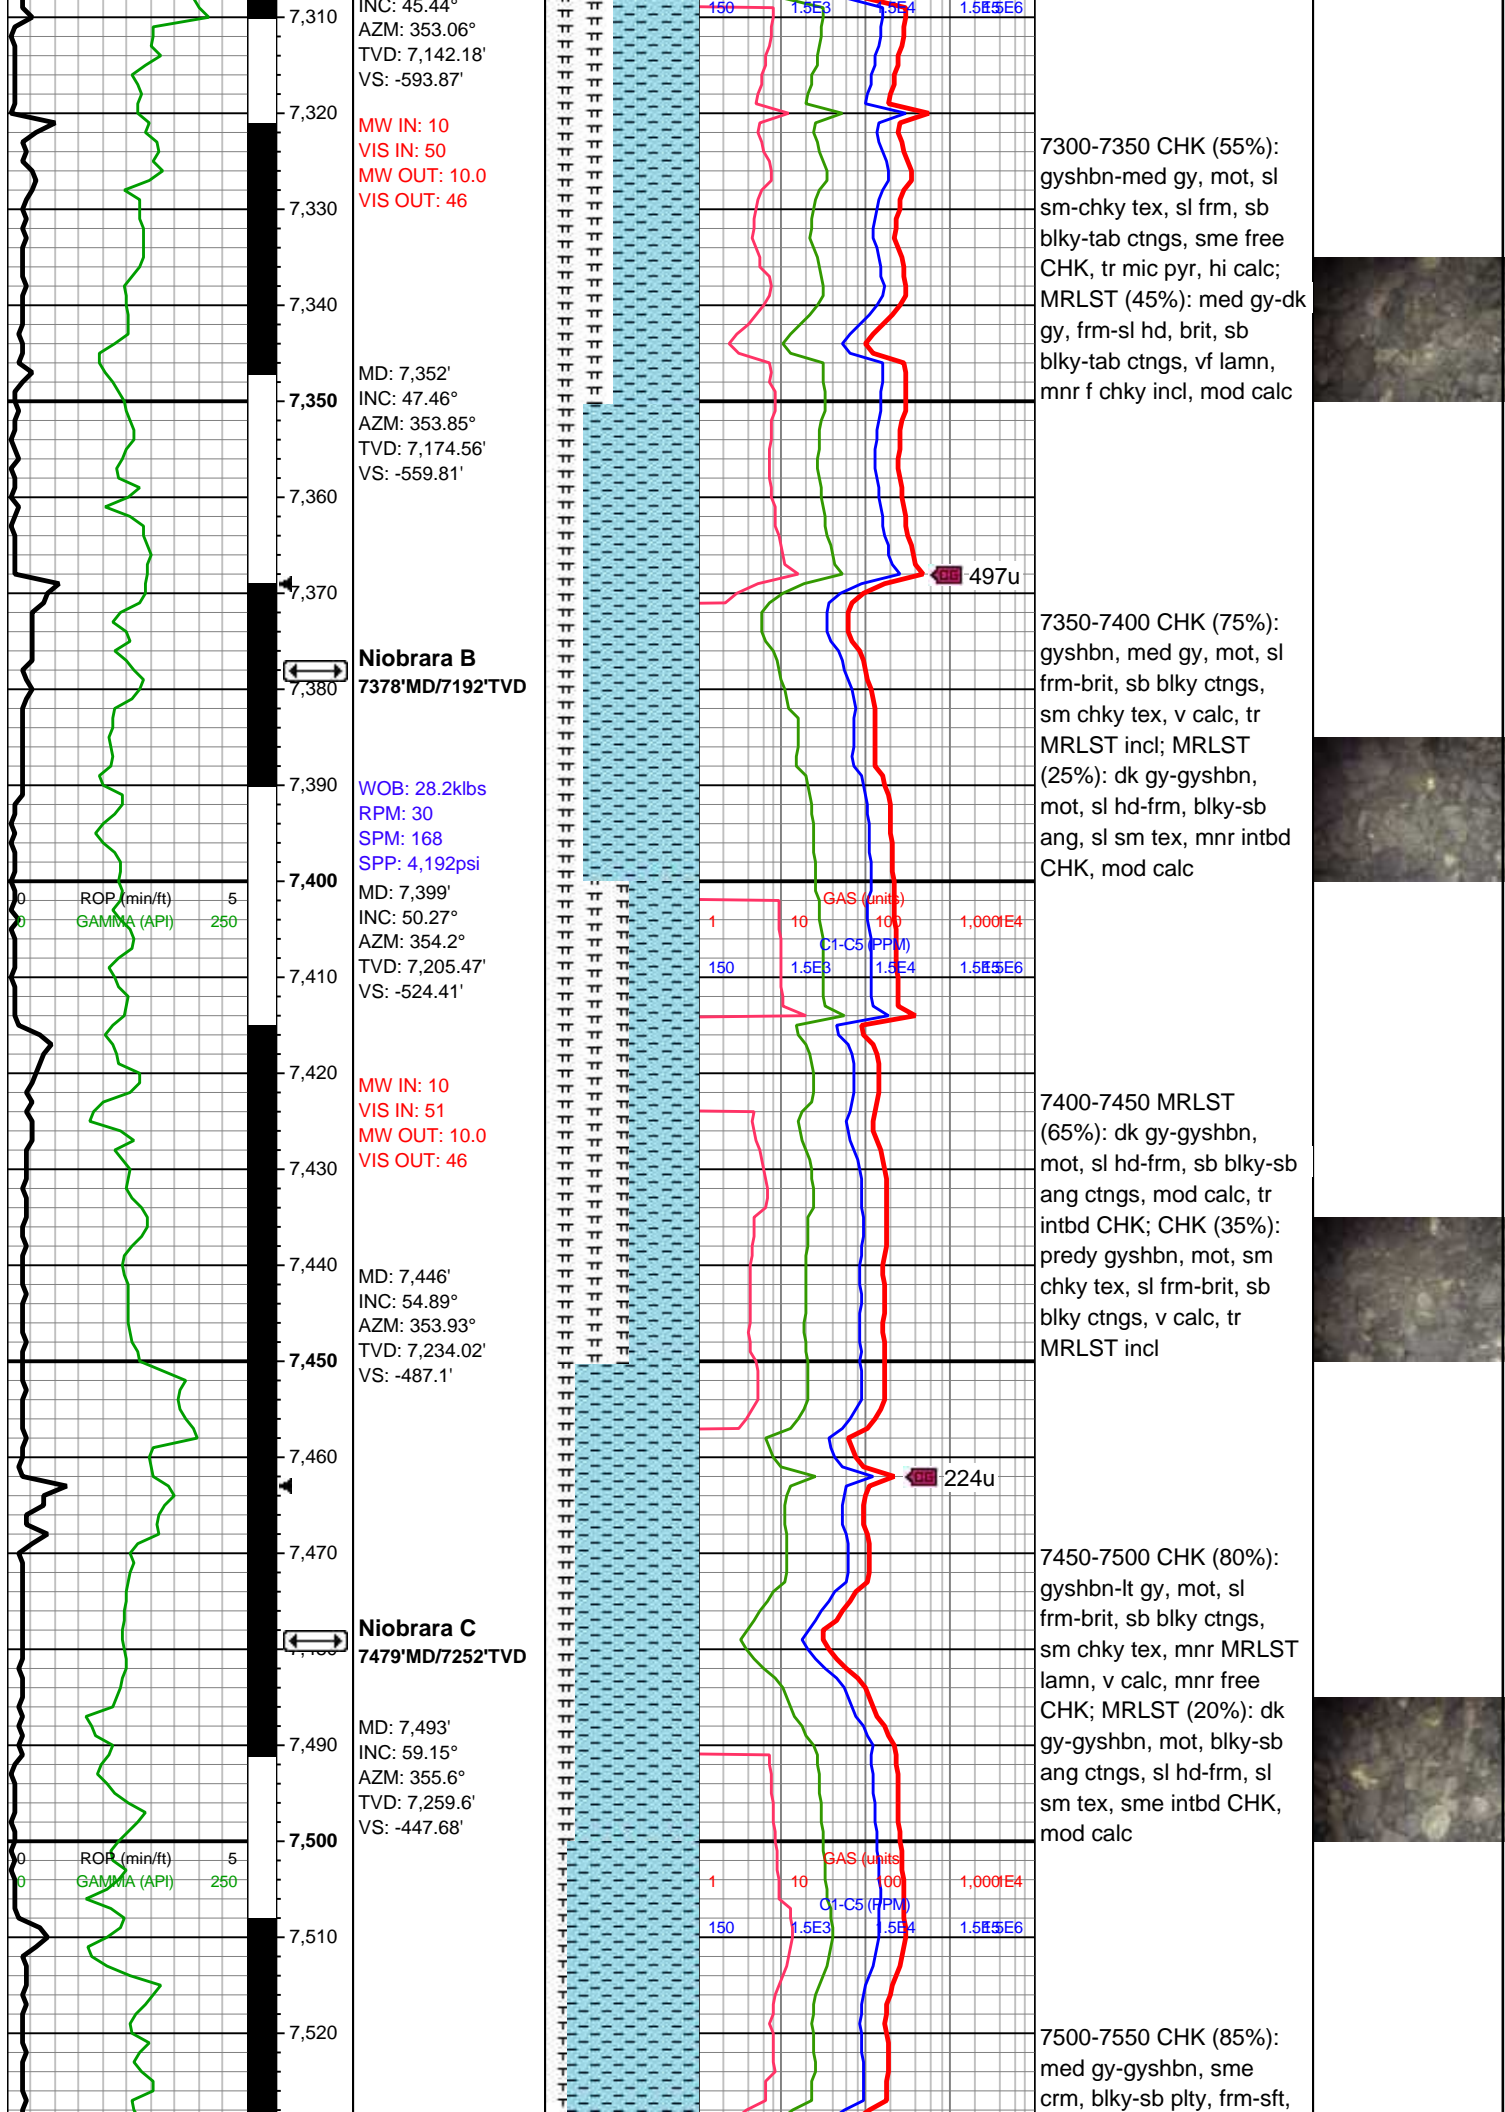 INC: 45.44°
AZM: 353.06°
TVD: 7,142.18'
VS: -593.87'
7,310
150 1.5E3 1.5E4 1.5E5 1.5E6
7,320
MW IN: 10
VIS IN: 50
MW OUT: 10.0
VIS OUT: 46
7,330
7300-7350 CHK (55%):
gyshbn-med gy, mot, sl
sm-chky tex, sl frm, sb
blky-tab ctngs, sme free
CHK, tr mic pyr, hi calc;
MRLST (45%): med gy-dk
gy, frm-sl hd, brit, sb
blky-tab ctngs, vf lamn,
mnr f chky incl, mod calc
7,340
7,350
MD: 7,352'
INC: 47.46°
AZM: 353.85°
TVD: 7,174.56'
VS: -559.81'
7,360
7,370
CG 497u
Niobrara B
7378'MD/7192'TVD
7,380
7350-7400 CHK (75%):
gyshbn, med gy, mot, sl
frm-brit, sb blky ctngs,
sm chky tex, v calc, tr
MRLST incl; MRLST
(25%): dk gy-gyshbn,
mot, sl hd-frm, blky-sb
ang, sl sm tex, mnr intbd
CHK, mod calc
7,390
WOB: 28.2klbs
RPM: 30
SPM: 168
SPP: 4,192psi
7,400
0 ROP (min/ft) 5
0 GAMMA (API) 250
MD: 7,399'
INC: 50.27°
AZM: 354.2°
TVD: 7,205.47'
VS: -524.41'
GAS (units)
1 10 100 1,000 1E4
C1-C5 (PPM)
150 1.5E3 1.5E4 1.5E5 1.5E6
7,410
7,420
MW IN: 10
VIS IN: 51
MW OUT: 10.0
VIS OUT: 46
7,430
7400-7450 MRLST
(65%): dk gy-gyshbn,
mot, sl hd-frm, sb blky-sb
ang ctngs, mod calc, tr
intbd CHK; CHK (35%):
predy gyshbn, mot, sm
chky tex, sl frm-brit, sb
blky ctngs, v calc, tr
MRLST incl
7,440
MD: 7,446'
INC: 54.89°
AZM: 353.93°
TVD: 7,234.02'
VS: -487.1'
7,450
7,460
CG 224u
7,470
Niobrara C
7479'MD/7252'TVD
7450-7500 CHK (80%):
gyshbn-lt gy, mot, sl
frm-brit, sb blky ctngs,
sm chky tex, mnr MRLST
lamn, v calc, mnr free
CHK; MRLST (20%): dk
gy-gyshbn, mot, blky-sb
ang ctngs, sl hd-frm, sl
sm tex, sme intbd CHK,
mod calc
7,490
MD: 7,493'
INC: 59.15°
AZM: 355.6°
TVD: 7,259.6'
VS: -447.68'
7,500
0 ROP (min/ft) 5
0 GAMMA (API) 250
GAS (units)
1 10 100 1,000 1E4
C1-C5 (PPM)
150 1.5E3 1.5E4 1.5E5 1.5E6
7,510
7,520
7500-7550 CHK (85%):
med gy-gyshbn, sme
crm, blky-sb plty, frm-sft,